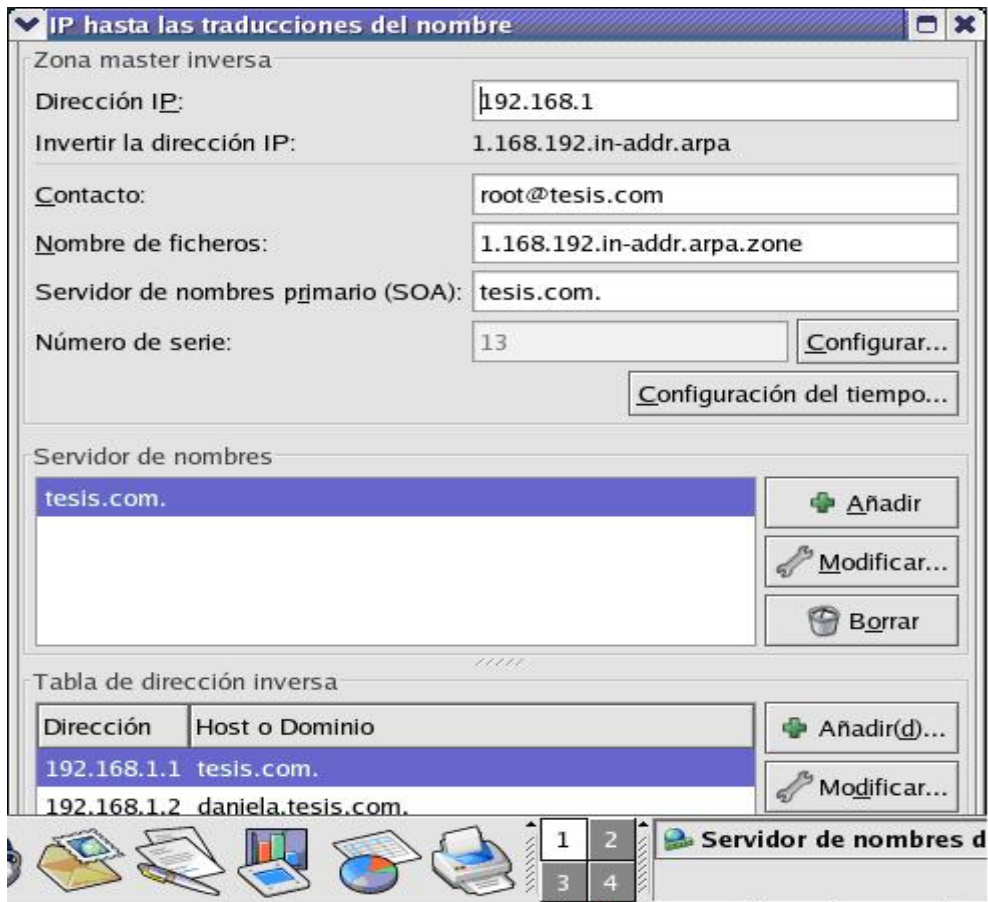 IP hasta las traducciones del nombre
Zona master inversa
Dirección IP: 192.168.1
Invertir la dirección IP: 1.168.192.in-addr.arpa
Contacto: root@tesis.com
Nombre de ficheros: 1.168.192.in-addr.arpa.zone
Servidor de nombres primario (SOA): tesis.com.
Número de serie: 13 Configurar...
Configuración del tiempo...
Servidor de nombres
tesis.com.
Añadir
Modificar...
Borrar
Tabla de dirección inversa
Dirección Host o Dominio
Añadir(d)...
192.168.1.1 tesis.com.
Modificar...
192.168.1.2 daniela.tesis.com.
1 2
Servidor de nombres d
3 4